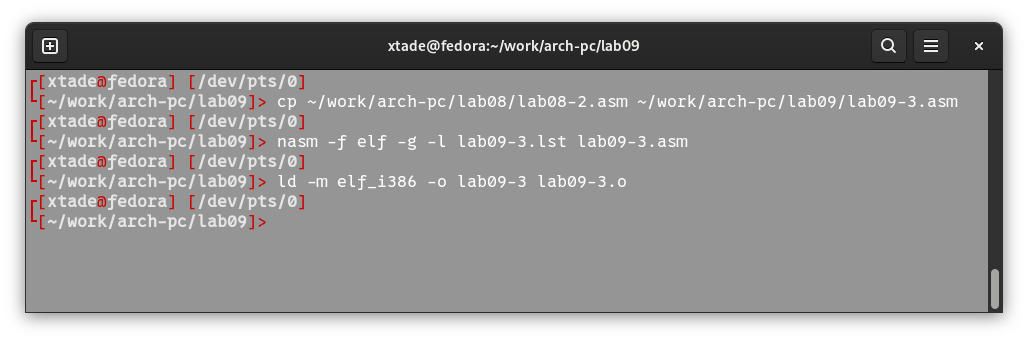 xtade@fedora:~/work/arch-pc/lab09
[xtade@fedora] [/dev/pts/0]
[~/work/arch-pc/lab09]> cp ~/work/arch-pc/lab08/lab08-2.asm ~/work/arch-pc/lab09/lab09-3.asm
[xtade@fedora] [/dev/pts/0]
[~/work/arch-pc/lab09]> nasm -f elf -g -l lab09-3.lst lab09-3.asm
[xtade@fedora] [/dev/pts/0]
[~/work/arch-pc/lab09]> ld -m elf_i386 -o lab09-3 lab09-3.o
[xtade@fedora] [/dev/pts/0]
[~/work/arch-pc/lab09]>